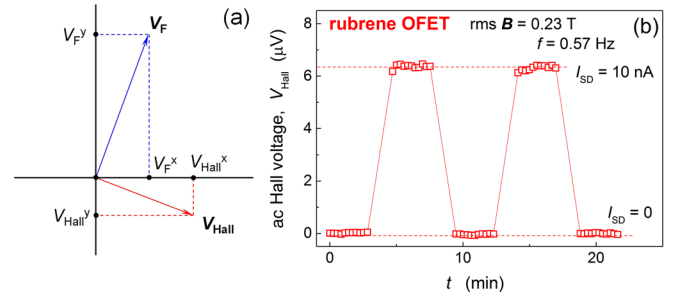 (a)
V_F
V_F^y
V_F^x
V_Hall^x
V_Hall^y
V_Hall
(b)
rubrene OFET
rms B = 0.23 T
f = 0.57 Hz
I_SD = 10 nA
I_SD = 0
ac Hall voltage, V_Hall (μV)
8
6
4
2
0
0
10
20
t (min)